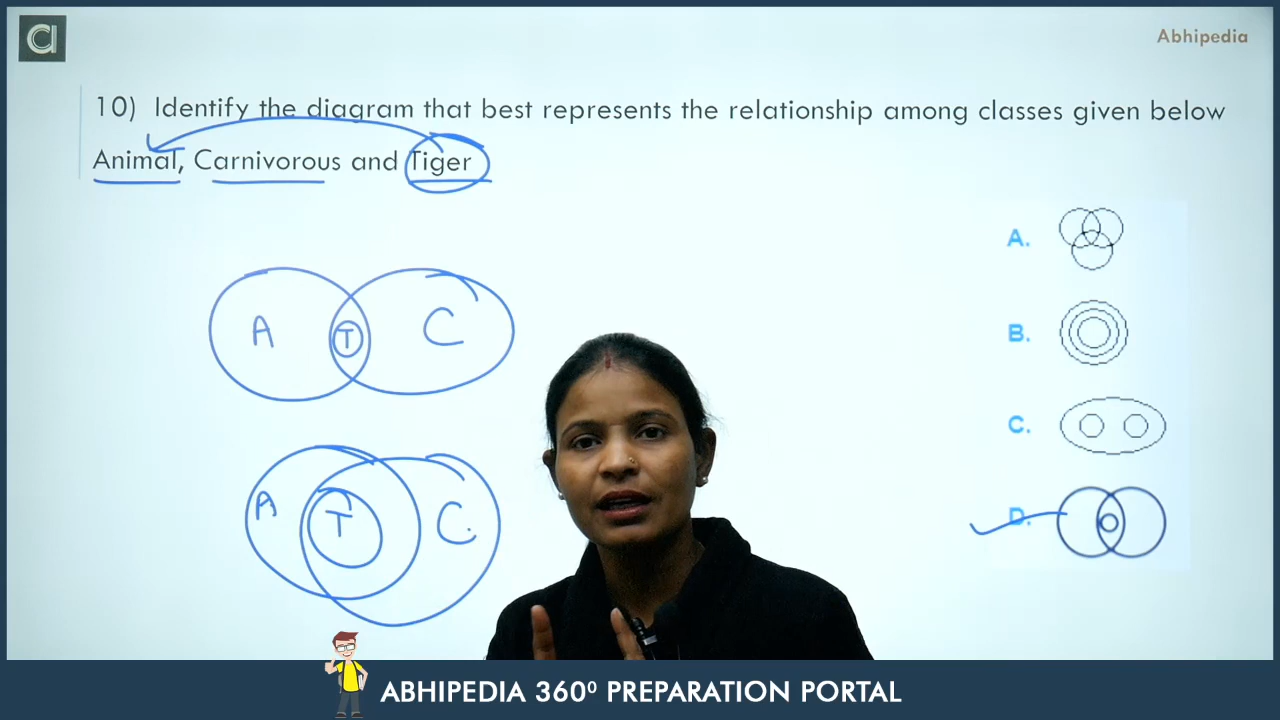 a
Abhipedia
10) Identify the diagram that best represents the relationship among classes given below
Animal, Carnivorous and Tiger
A T C
A T C
A.
B.
C.
D.
ABHIPEDIA 360⁰ PREPARATION PORTAL